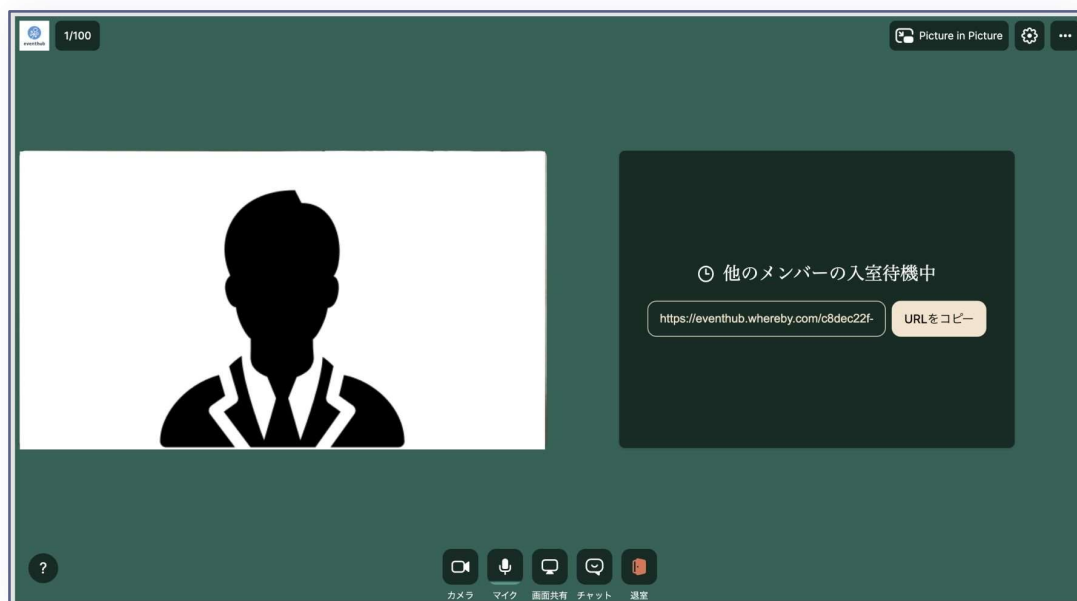 eventhub
1/100
Picture in Picture
他のメンバーの入室待機中
https://eventhub.whereby.com/c8dec22f-
URLをコピー
?
カメラ
マイク
画面共有
チャット
退室